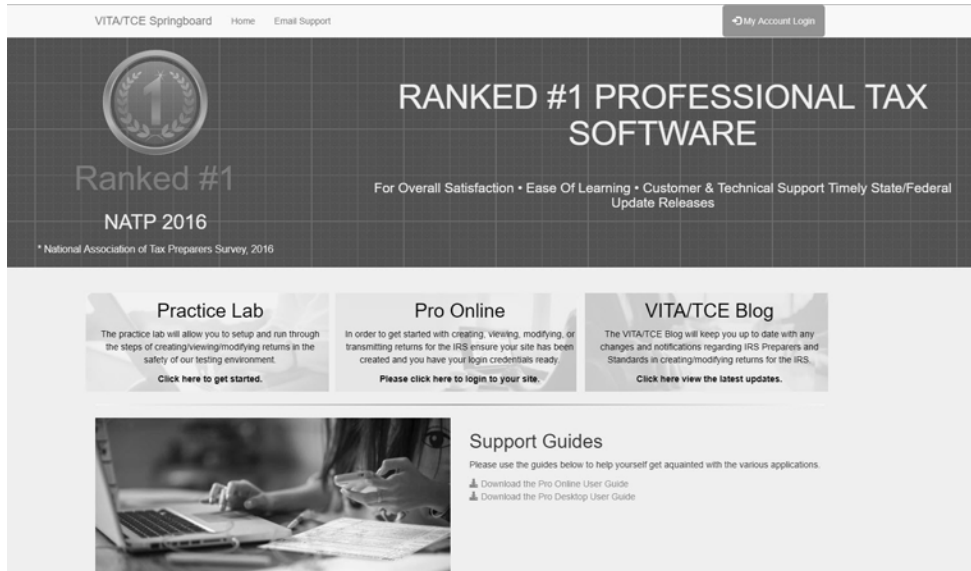 VITA/TCE Springboard Home Email Support My Account Login
Ranked #1
NATP 2016
* National Association of Tax Preparers Survey, 2016
RANKED #1 PROFESSIONAL TAX
SOFTWARE
For Overall Satisfaction • Ease Of Learning • Customer & Technical Support Timely State/Federal
Update Releases
Practice Lab
The practice lab will allow you to setup and run through
the steps of creating/viewing/modifying returns in the
safety of our testing environment.
Click here to get started.
Pro Online
In order to get started with creating, viewing, modifying, or
transmitting returns for the IRS ensure your site has been
created and you have your login credentials ready.
Please click here to login to your site.
VITA/TCE Blog
The VITA/TCE Blog will keep you up to date with any
changes and notifications regarding IRS Preparers and
Standards in creating/modifying returns for the IRS.
Click here view the latest updates.
Support Guides
Please use the guides below to help yourself get aquainted with the various applications.
Download the Pro Online User Guide
Download the Pro Desktop User Guide